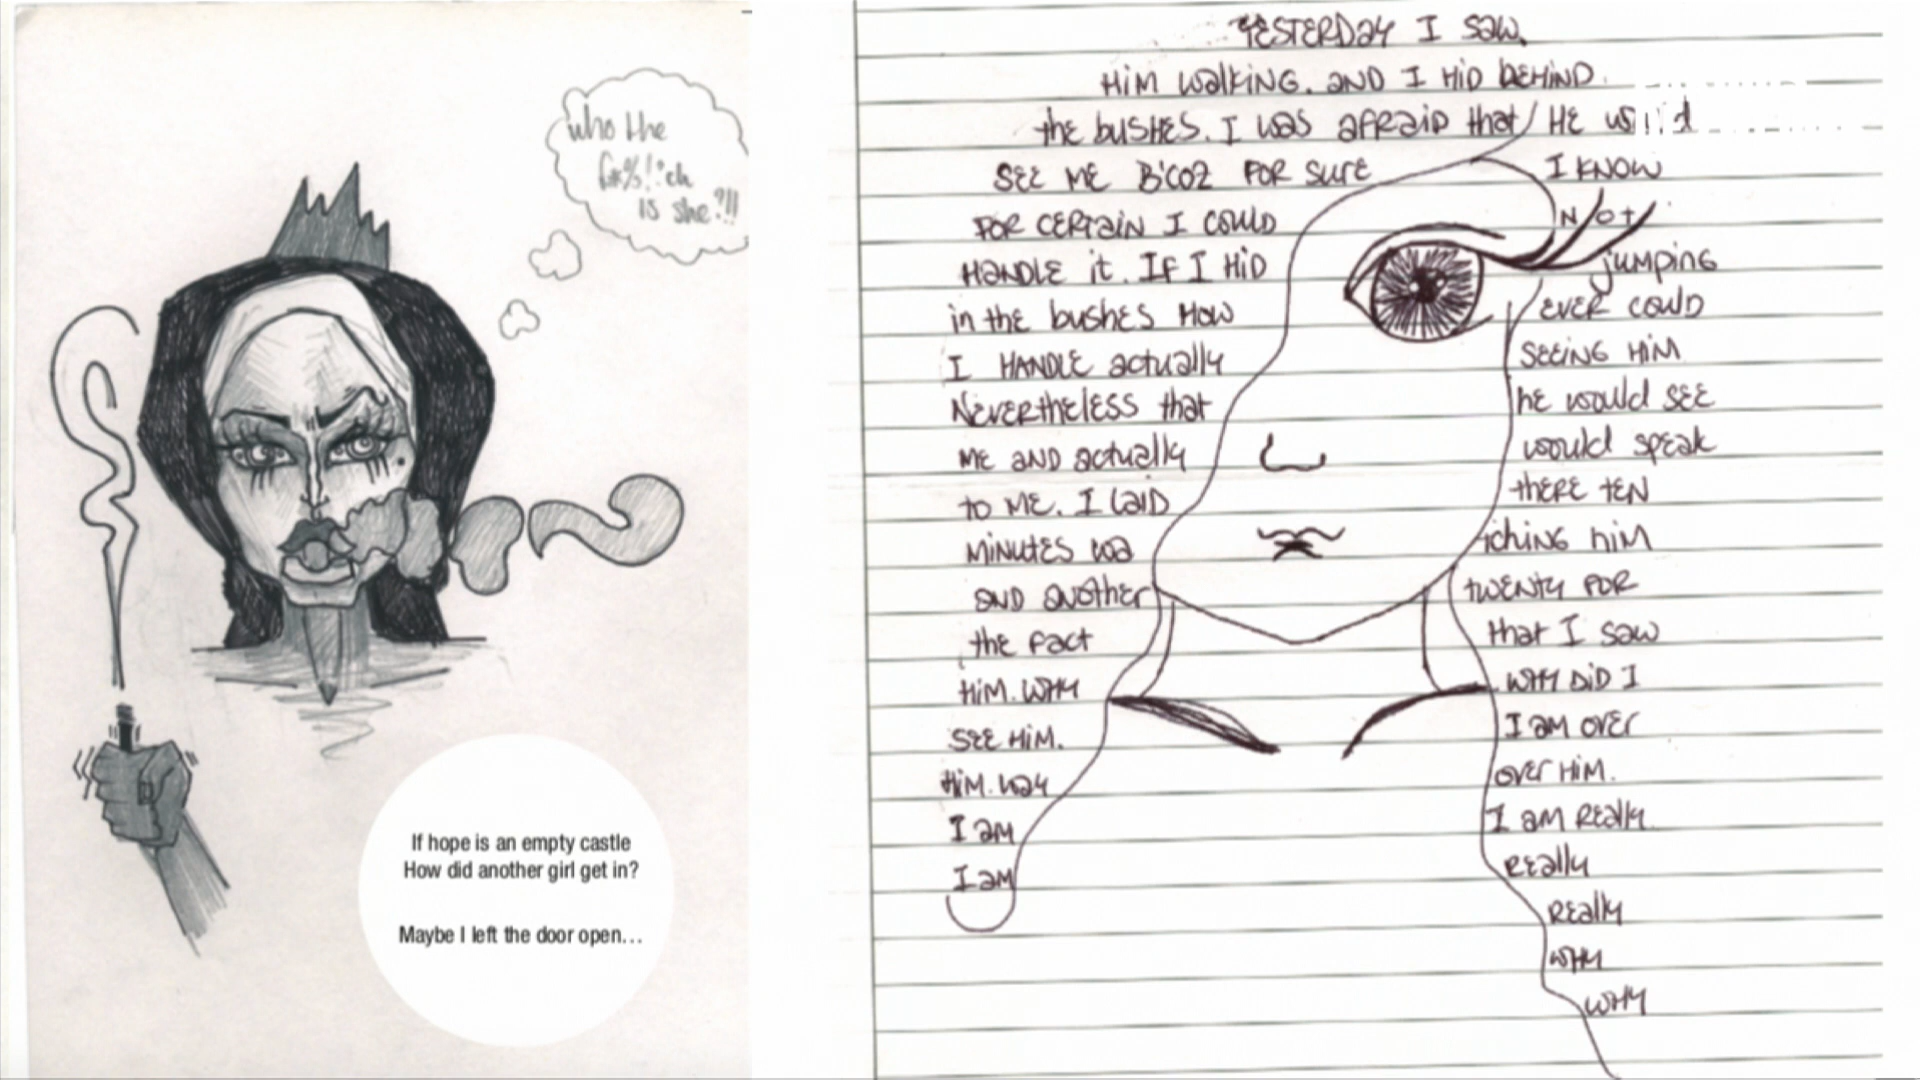 who the
f*%!*ck
is she?!!
If hope is an empty castle
How did another girl get in?
Maybe I left the door open...
YESTERDAY I SAW,
HIM WALKING. AND I HID BEHIND
the bushes. I was afraid that HE
SEE ME B'COZ FOR SURE I KNOW
FOR CERTAIN I COULD NOT
HANDLE it. IF I HID jumping
in the bushes HOW EVER COULD
I HANDLE actually SEEING HIM
NEVERtheless that he would SEE
ME AND actually would speak
to ME. I laid tHERE TEN
MINUTES wa tching him
AND another twenty FOR
the fact that I saw
HIM. WHY WHY DID I
SEE HIM. I am over
HIM. way over HIM.
I am I am REally
I am REally
REally
WHY
WHY